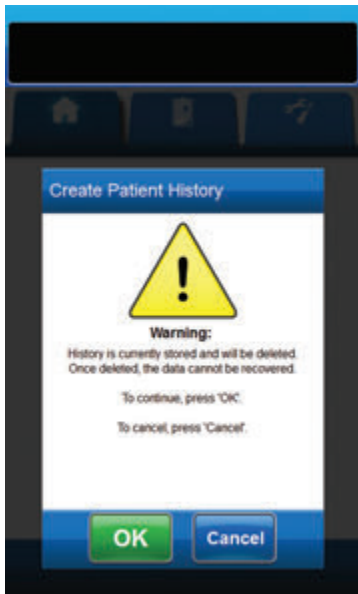 Create Patient History
Warning:
History is currently stored and will be deleted.
Once deleted, the data cannot be recovered.
To continue, press 'OK'.
To cancel, press 'Cancel'.
OK
Cancel